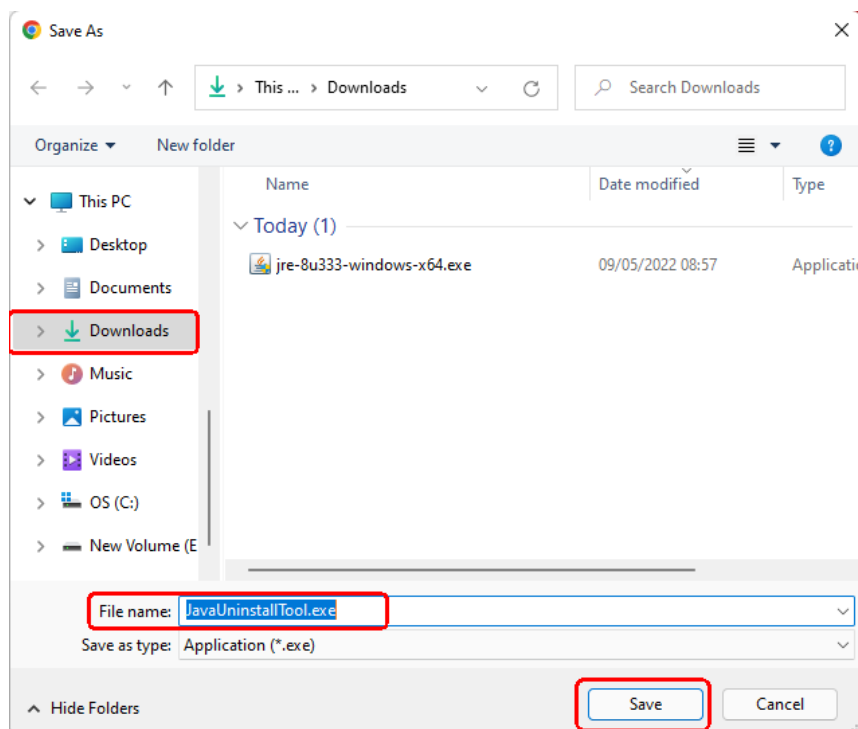 Save As
This ... > Downloads
Search Downloads
Organize
New folder
Name
Date modified
Type
This PC
Today (1)
Desktop
jre-8u333-windows-x64.exe
09/05/2022 08:57
Applicatio
Documents
Downloads
Music
Pictures
Videos
OS (C:)
New Volume (E
File name: JavaUninstallTool.exe
Save as type: Application (*.exe)
Hide Folders
Save
Cancel